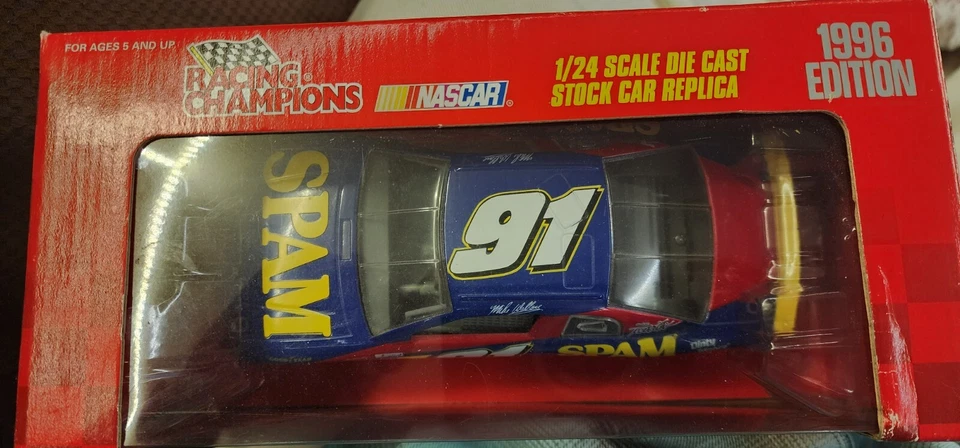 FOR AGES 5 AND UP
RACING
CHAMPIONS
NASCAR
1/24 SCALE DIE CAST
STOCK CAR REPLICA
1996
EDITION
SPAM
91
SPAM